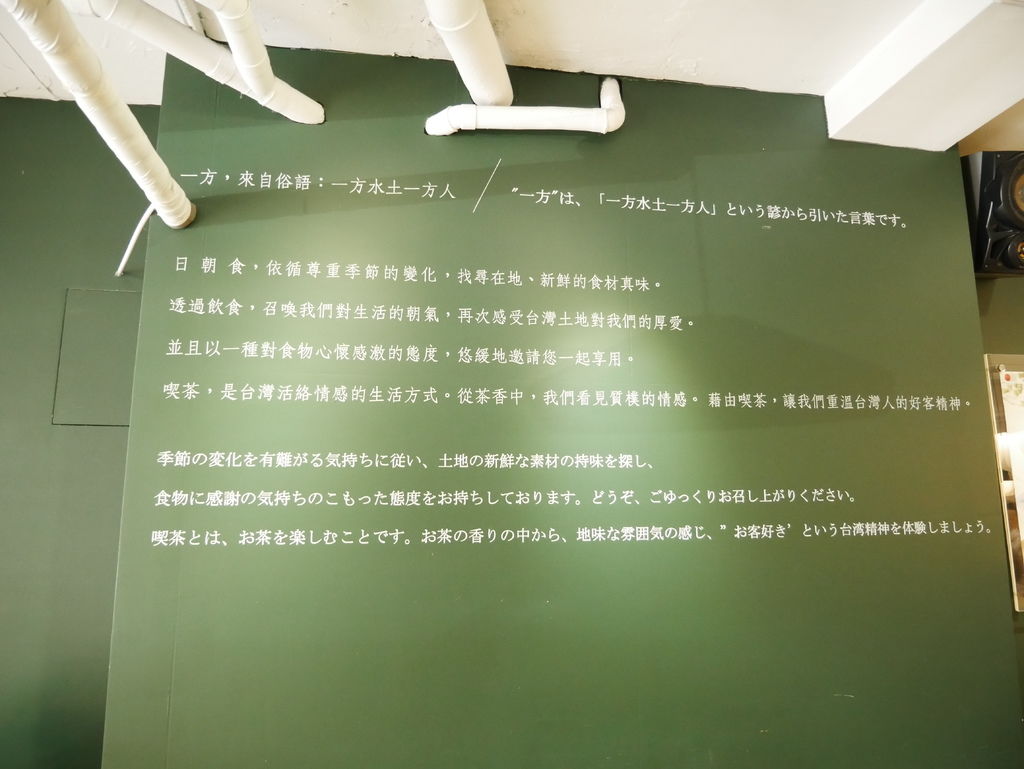 一方，來自俗語：一方水土一方人 ／ "一方"は、「一方水土一方人」という諺から引いた言葉です。
日 朝 食，依循尊重季節的變化，找尋在地、新鮮的食材真味。
透過飲食，召喚我們對生活的朝氣，再次感受台灣土地對我們的厚愛。
並且以一種對食物心懷感激的態度，悠緩地邀請您一起享用。
喫茶，是台灣活絡情感的生活方式。從茶香中，我們看見質樸的情感。藉由喫茶，讓我們重溫台灣人的好客精神。
季節の変化を有難がる気持ちに従い、土地の新鮮な素材の持味を探し、
食物に感謝の気持ちのこもった態度をお持ちしております。どうぞ、ごゆっくりお召し上がりください。
喫茶とは、お茶を楽しむことです。お茶の香りの中から、地味な雰囲気の感じ、”お客好き’という台湾精神を体験しましょう。